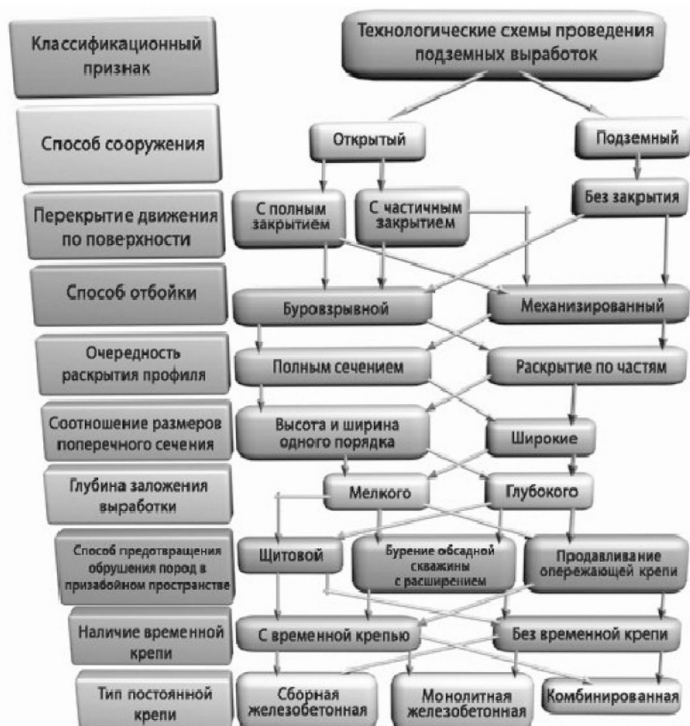 Классификационный
признак
Технологические схемы проведения
подземных выработок
Способ сооружения
Открытый
Подземный
Перекрытие движения
по поверхности
С полным
закрытием
С частичным
закрытием
Без закрытия
Способ отбойки
Буровзрывной
Механизированный
Очередность
раскрытия профиля
Полным сечением
Раскрытие по частям
Соотношение размеров
поперечного сечения
Высота и ширина
одного порядка
Широкие
Глубина заложения
выработки
Мелкого
Глубокого
Способ предотвращения
обрушения пород в
призабойном пространстве
Щитовой
Бурение обсадной
скважины
с расширением
Продавливание
опережающей крепи
Наличие временной
крепи
С временной крепью
Без временной крепи
Тип постоянной
крепи
Сборная
железобетонная
Монолитная
железобетонная
Комбинированная